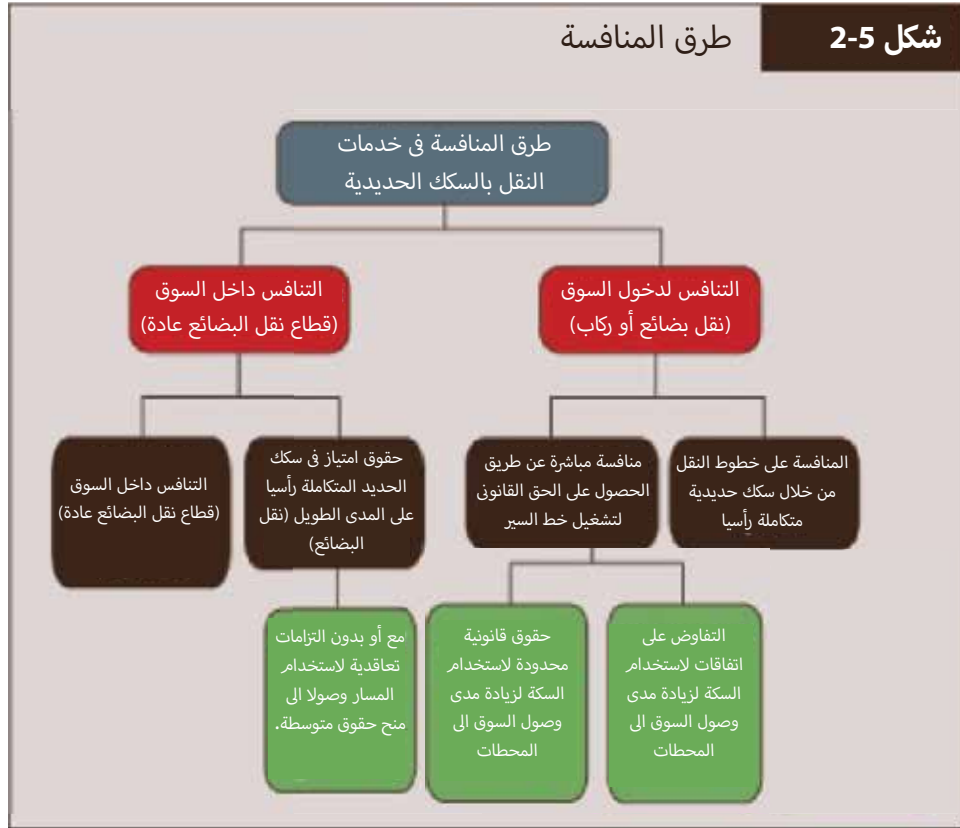 شكل 5-2
طرق المنافسة
طرق المنافسة فى خدمات
النقل بالسكك الحديدية
التنافس لدخول السوق
(نقل بضائع أو ركاب)
التنافس داخل السوق
(قطاع نقل البضائع عادة)
المنافسة على خطوط النقل
من خلال سكك حديدية
متكاملة رأسيا
منافسة مباشرة عن طريق
الحصول على الحق القانونى
لتشغيل خط السير
حقوق امتياز فى سكك
الحديد المتكاملة رأسيا
على المدى الطويل (نقل
البضائع)
التنافس داخل السوق
(قطاع نقل البضائع عادة)
التفاوض على
اتفاقات لاستخدام
السكة لزيادة مدى
وصول السوق الى
المحطات
حقوق قانونية
محدودة لاستخدام
السكة لزيادة مدى
وصول السوق الى
المحطات
مع أو بدون التزامات
تعاقدية لاستخدام
المسار وصولا الى
منح حقوق متوسطة.